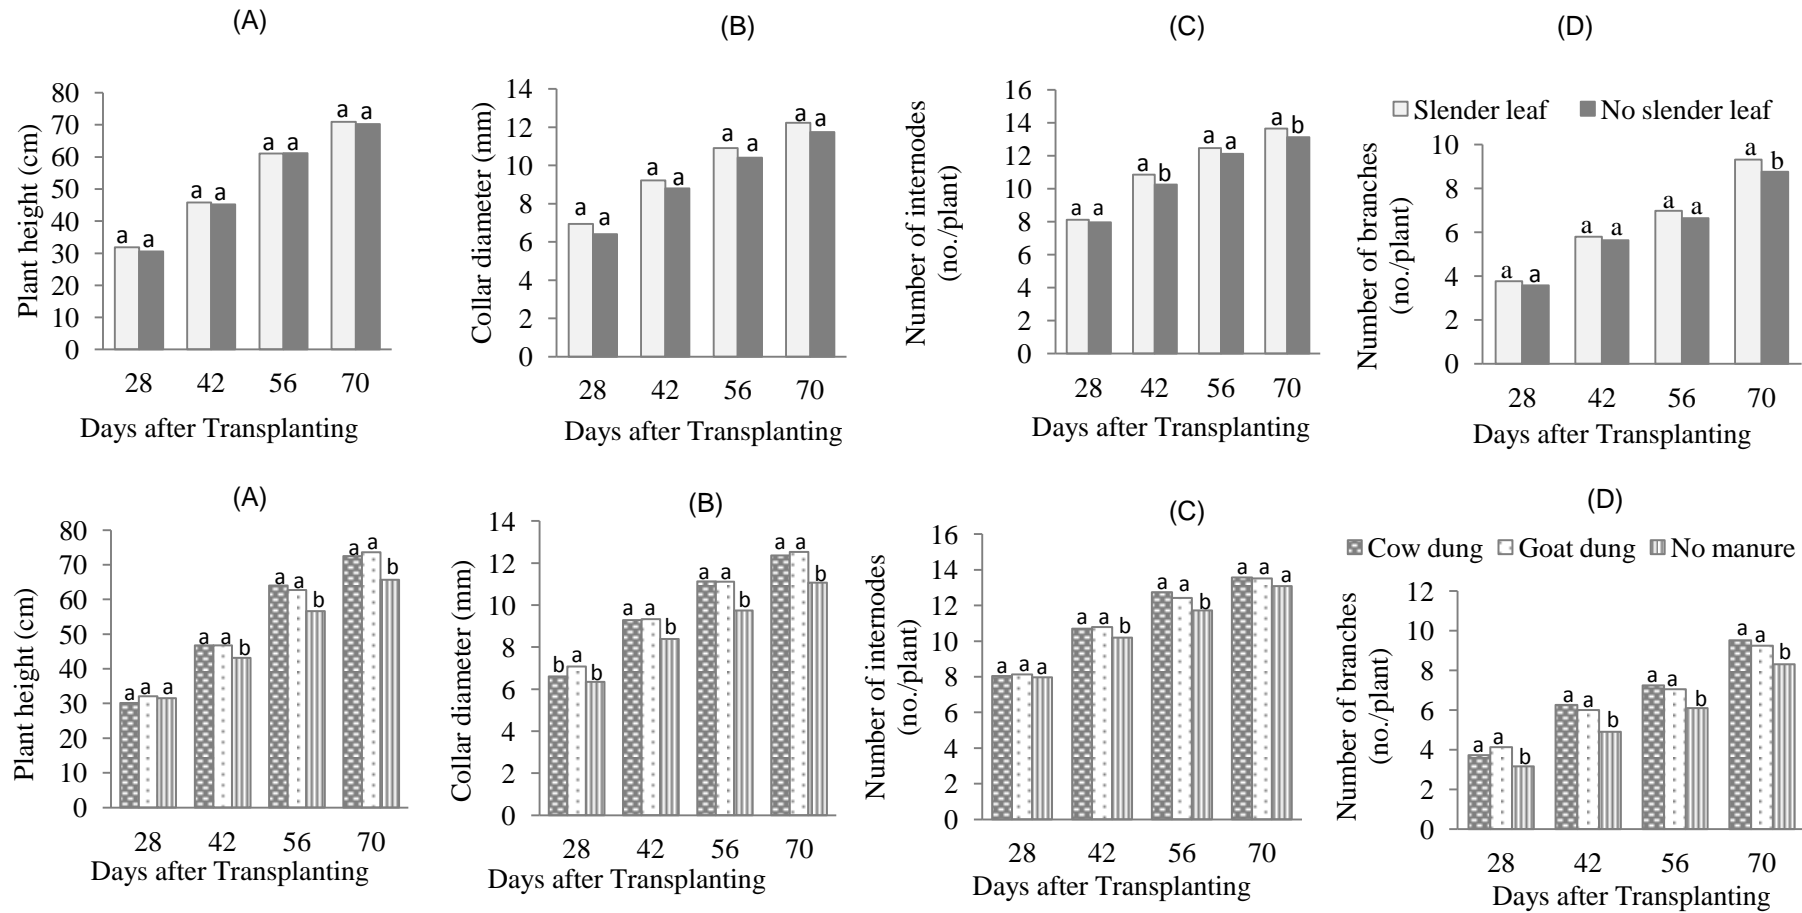 (A)
(B)
(C)
(D)
Plant height (cm)
80
70
60
50
40
30
20
10
0
a a a a a a a a
28 42 56 70
Days after Transplanting
Collar diameter (mm)
14
12
10
8
6
4
2
0
a a a a a a a a
28 42 56 70
Days after Transplanting
Number of internodes
(no./plant)
16
14
12
10
8
6
4
2
0
a a a b a a a b
28 42 56 70
Days after Transplanting
Slender leaf No slender leaf
Number of branches
(no./plant)
10
8
6
4
2
0
a a a a a a a b
28 42 56 70
Days after Transplanting
(A)
(B)
(C)
(D)
Plant height (cm)
80
70
60
50
40
30
20
10
0
a a a a a b a a b a a b
28 42 56 70
Days after Transplanting
Collar diameter (mm)
14
12
10
8
6
4
2
0
b a b a a b a a b a a b
28 42 56 70
Days after Transplanting
Number of internodes
(no./plant)
16
14
12
10
8
6
4
2
0
a a a a a b a a b a a a
28 42 56 70
Days after Transplanting
Cow dung Goat dung No manure
Number of branches
(no./plant)
12
10
8
6
4
2
0
a a b a a b a a b a a b
28 42 56 70
Days after Transplanting